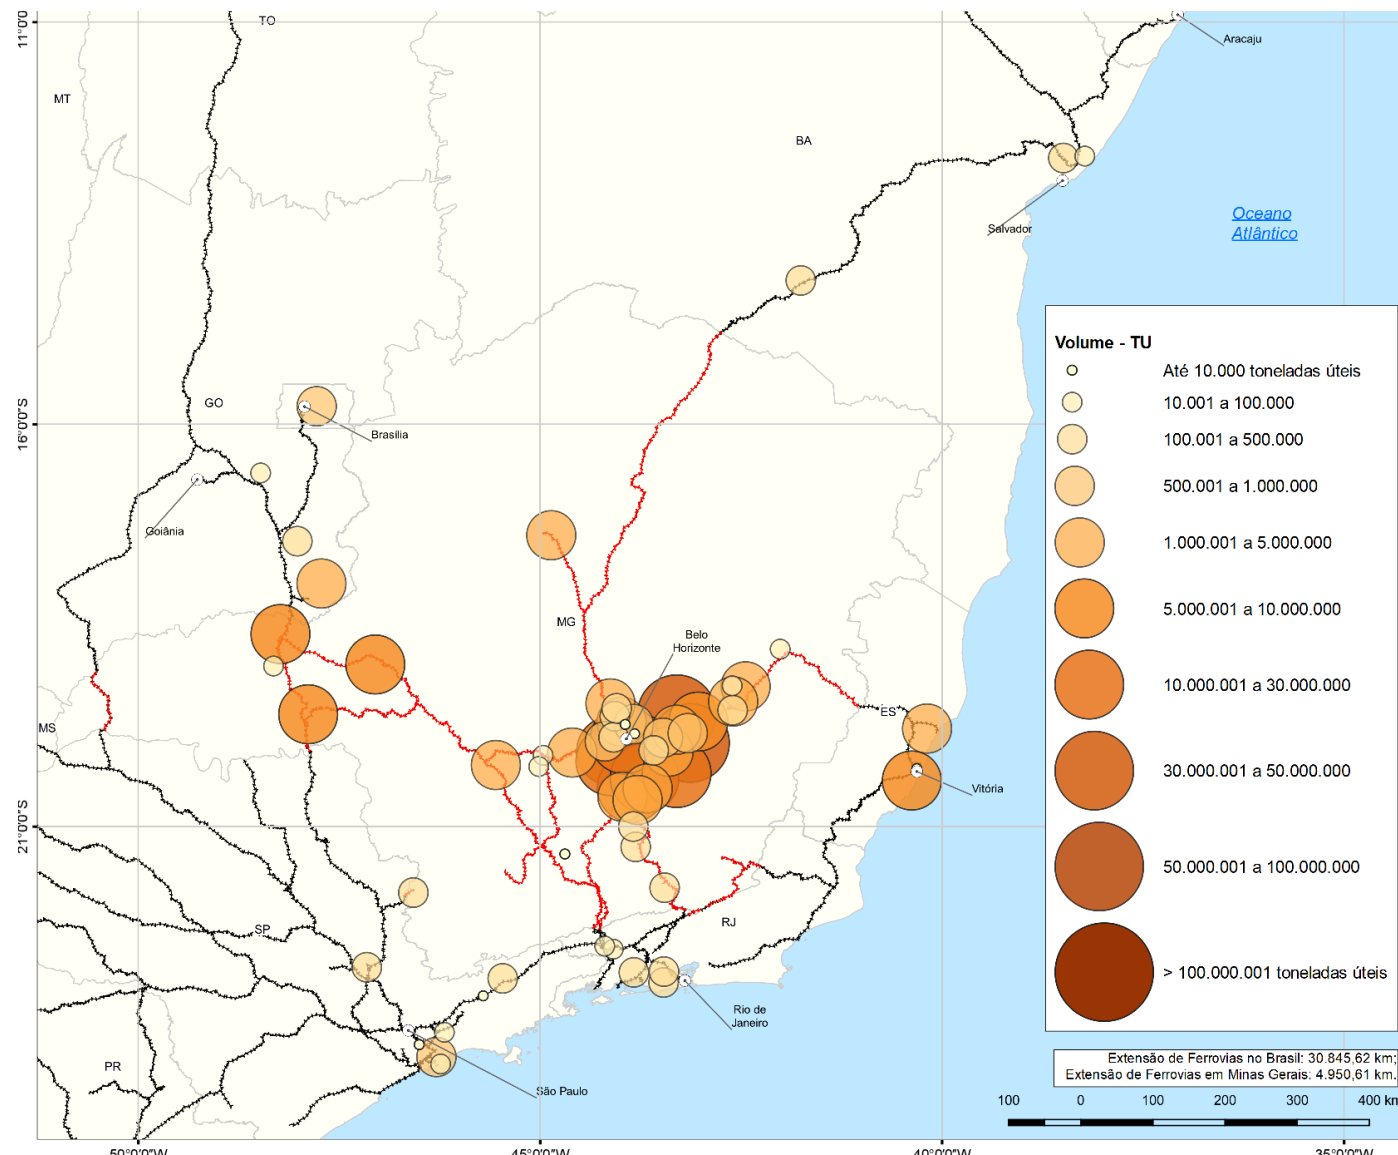 TO
11°0'0
Aracaju
MT
BA
Oceano
Atlântico
Salvador
Volume - TU
Até 10.000 toneladas úteis
10.001 a 100.000
100.001 a 500.000
500.001 a 1.000.000
1.000.001 a 5.000.000
5.000.001 a 10.000.000
10.000.001 a 30.000.000
30.000.001 a 50.000.000
50.000.001 a 100.000.000
> 100.000.001 toneladas úteis
GO
16°0'0"S
Brasília
Goiânia
MG
Belo
Horizonte
ES
MS
Vitória
21°0'0"S
RJ
SP
Rio de
Janeiro
PR
São Paulo
Extensão de Ferrovias no Brasil: 30.845,62 km;
Extensão de Ferrovias em Minas Gerais: 4.950,61 km.
100 0 100 200 300 400 km
50°0'0"W 45°0'0"W 40°0'0"W 35°0'0"W